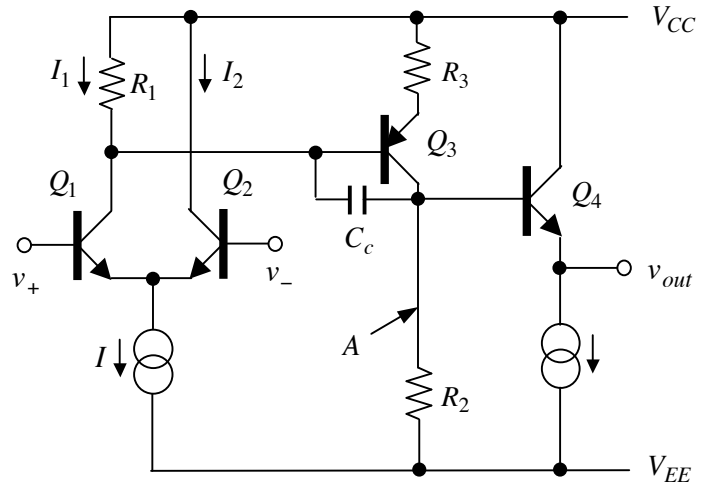 V_CC
I_1
R_1
I_2
R_3
Q_3
Q_1
Q_2
Q_4
C_c
v_+
v_−
v_out
I
A
R_2
V_EE